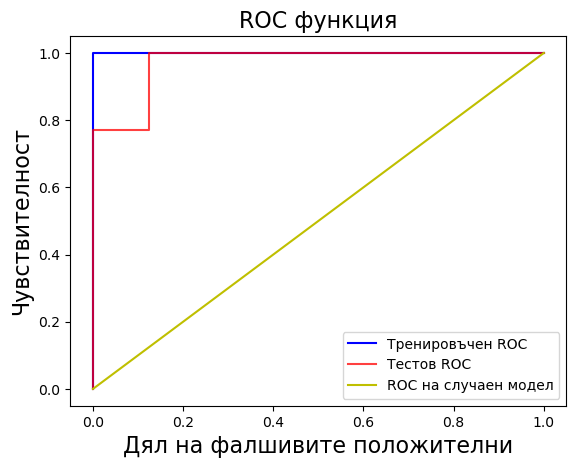 ROC функция
1.0
0.8
0.6
0.4
0.2
0.0
Чувствителност
Тренировъчен ROC
Тестов ROC
ROC на случаен модел
0.0 0.2 0.4 0.6 0.8 1.0
Дял на фалшивите положителни